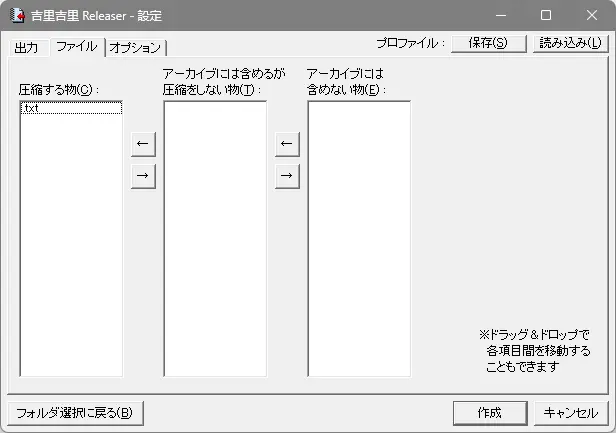 吉里吉里 Releaser - 設定
出力
ファイル
オプション
プロファイル :
保存(S)
読み込み(L)
圧縮する物(C) :
アーカイブには含めるが
圧縮をしない物(T) :
アーカイブには
含めない物(E) :
.txt
←
←
→
→
※ドラッグ&ドロップで
各項目間を移動する
こともできます
フォルダ選択に戻る(B)
作成
キャンセル